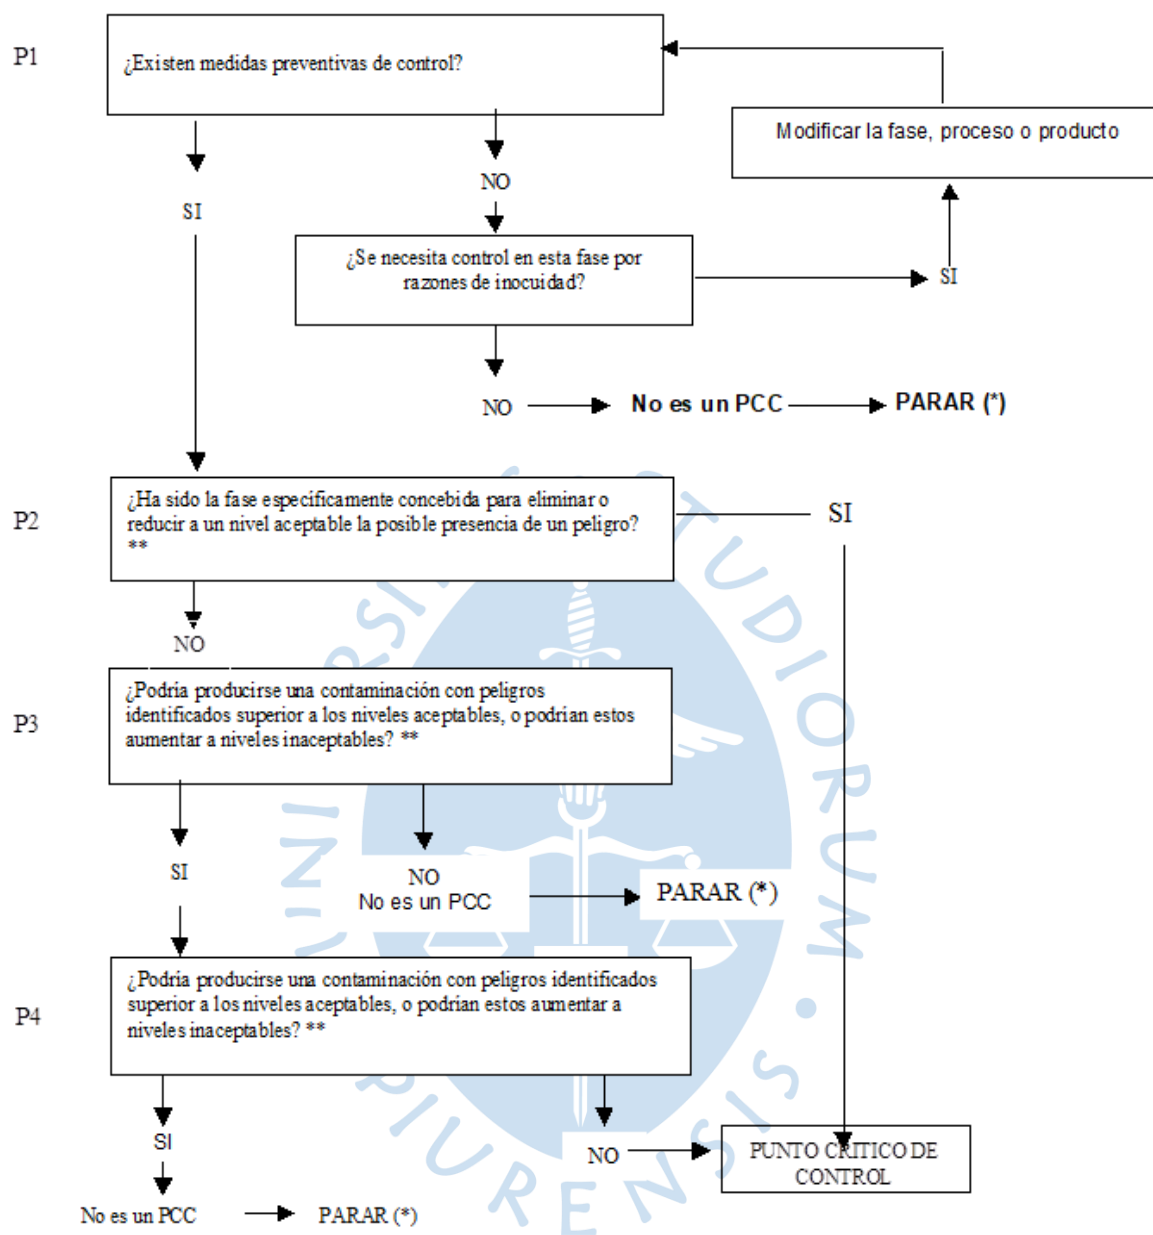 P1
¿Existen medidas preventivas de control?
Modificar la fase, proceso o producto
NO
SI
¿Se necesita control en esta fase por
razones de inocuidad?
SI
NO
No es un PCC
PARAR (*)
P2
¿Ha sido la fase específicamente concebida para eliminar o
reducir a un nivel aceptable la posible presencia de un peligro?
**
SI
NO
P3
¿Podría producirse una contaminación con peligros
identificados superior a los niveles aceptables, o podrían estos
aumentar a niveles inaceptables? **
SI
NO
No es un PCC
PARAR (*)
P4
¿Podría producirse una contaminación con peligros identificados
superior a los niveles aceptables, o podrían estos aumentar a
niveles inaceptables? **
SI
NO
PUNTO CRITICO DE
CONTROL
No es un PCC
PARAR (*)
STUDIORUM
PIURENSIS